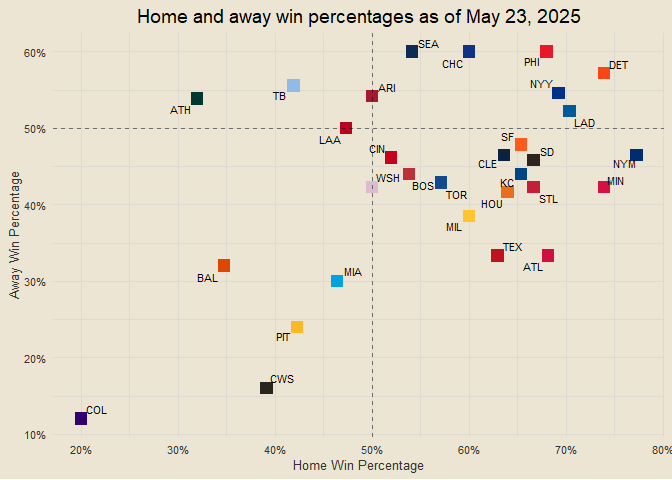 Home and away win percentages as of May 23, 2025
60%
SEA
CHC
PHI
DET
NYY
TB
ARI
ATH
LAD
50%
LAA
SF
CIN
SD
CLE
NYM
WSH
BOS
KC
MIN
TOR
STL
40%
HOU
MIL
TEX
ATL
BAL
MIA
30%
PIT
20%
CWS
COL
10%
20%
30%
40%
50%
60%
70%
80%
Home Win Percentage
Away Win Percentage